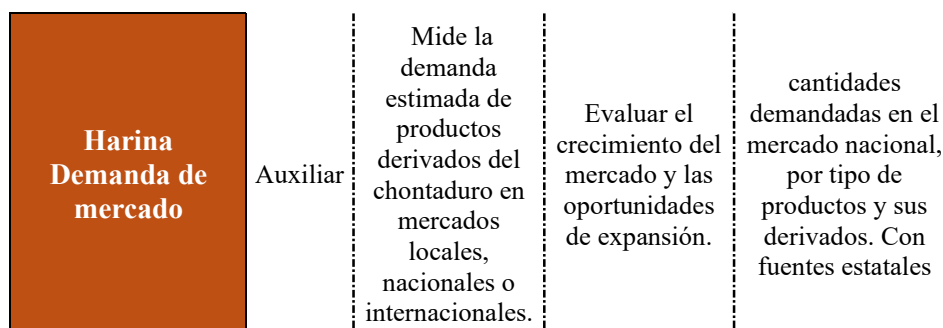 Harina
Demanda de
mercado
Auxiliar
Mide la
demanda
estimada de
productos
derivados del
chontaduro en
mercados
locales,
nacionales o
internacionales.
Evaluar el
crecimiento del
mercado y las
oportunidades
de expansión.
cantidades
demandadas en el
mercado nacional,
por tipo de
productos y sus
derivados. Con
fuentes estatales